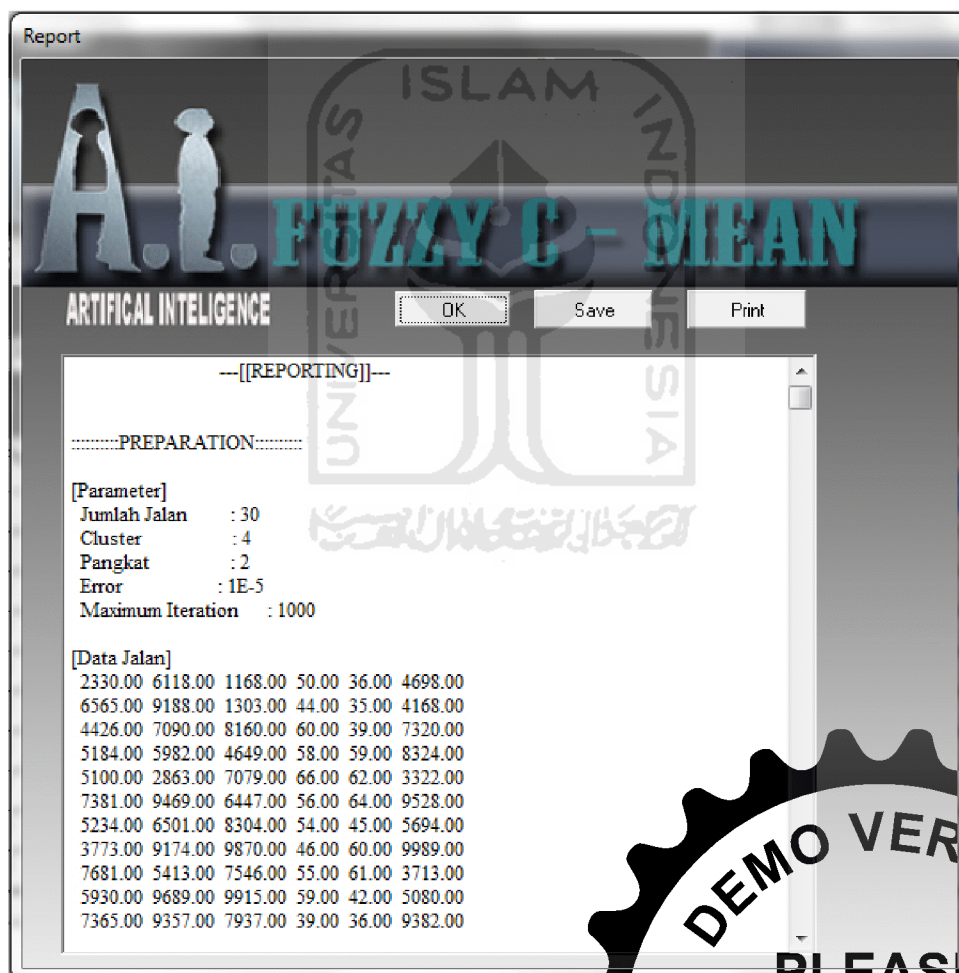 Report
ISLAM
UNIVERSITAS
INDONESIA
A.i.
FUZZY C - MEAN
ARTIFICAL INTELIGENCE
OK Save Print
---[[REPORTING]]---
::::::::::PREPARATION::::::::::
[Parameter]
Jumlah Jalan : 30
Cluster : 4
Pangkat : 2
Error : 1E-5
Maximum Iteration : 1000
[Data Jalan]
2330.00 6118.00 1168.00 50.00 36.00 4698.00
6565.00 9188.00 1303.00 44.00 35.00 4168.00
4426.00 7090.00 8160.00 60.00 39.00 7320.00
5184.00 5982.00 4649.00 58.00 59.00 8324.00
5100.00 2863.00 7079.00 66.00 62.00 3322.00
7381.00 9469.00 6447.00 56.00 64.00 9528.00
5234.00 6501.00 8304.00 54.00 45.00 5694.00
3773.00 9174.00 9870.00 46.00 60.00 9989.00
7681.00 5413.00 7546.00 55.00 61.00 3713.00
5930.00 9689.00 9915.00 59.00 42.00 5080.00
7365.00 9357.00 7937.00 39.00 36.00 9382.00
DEMO VER
PLEAS